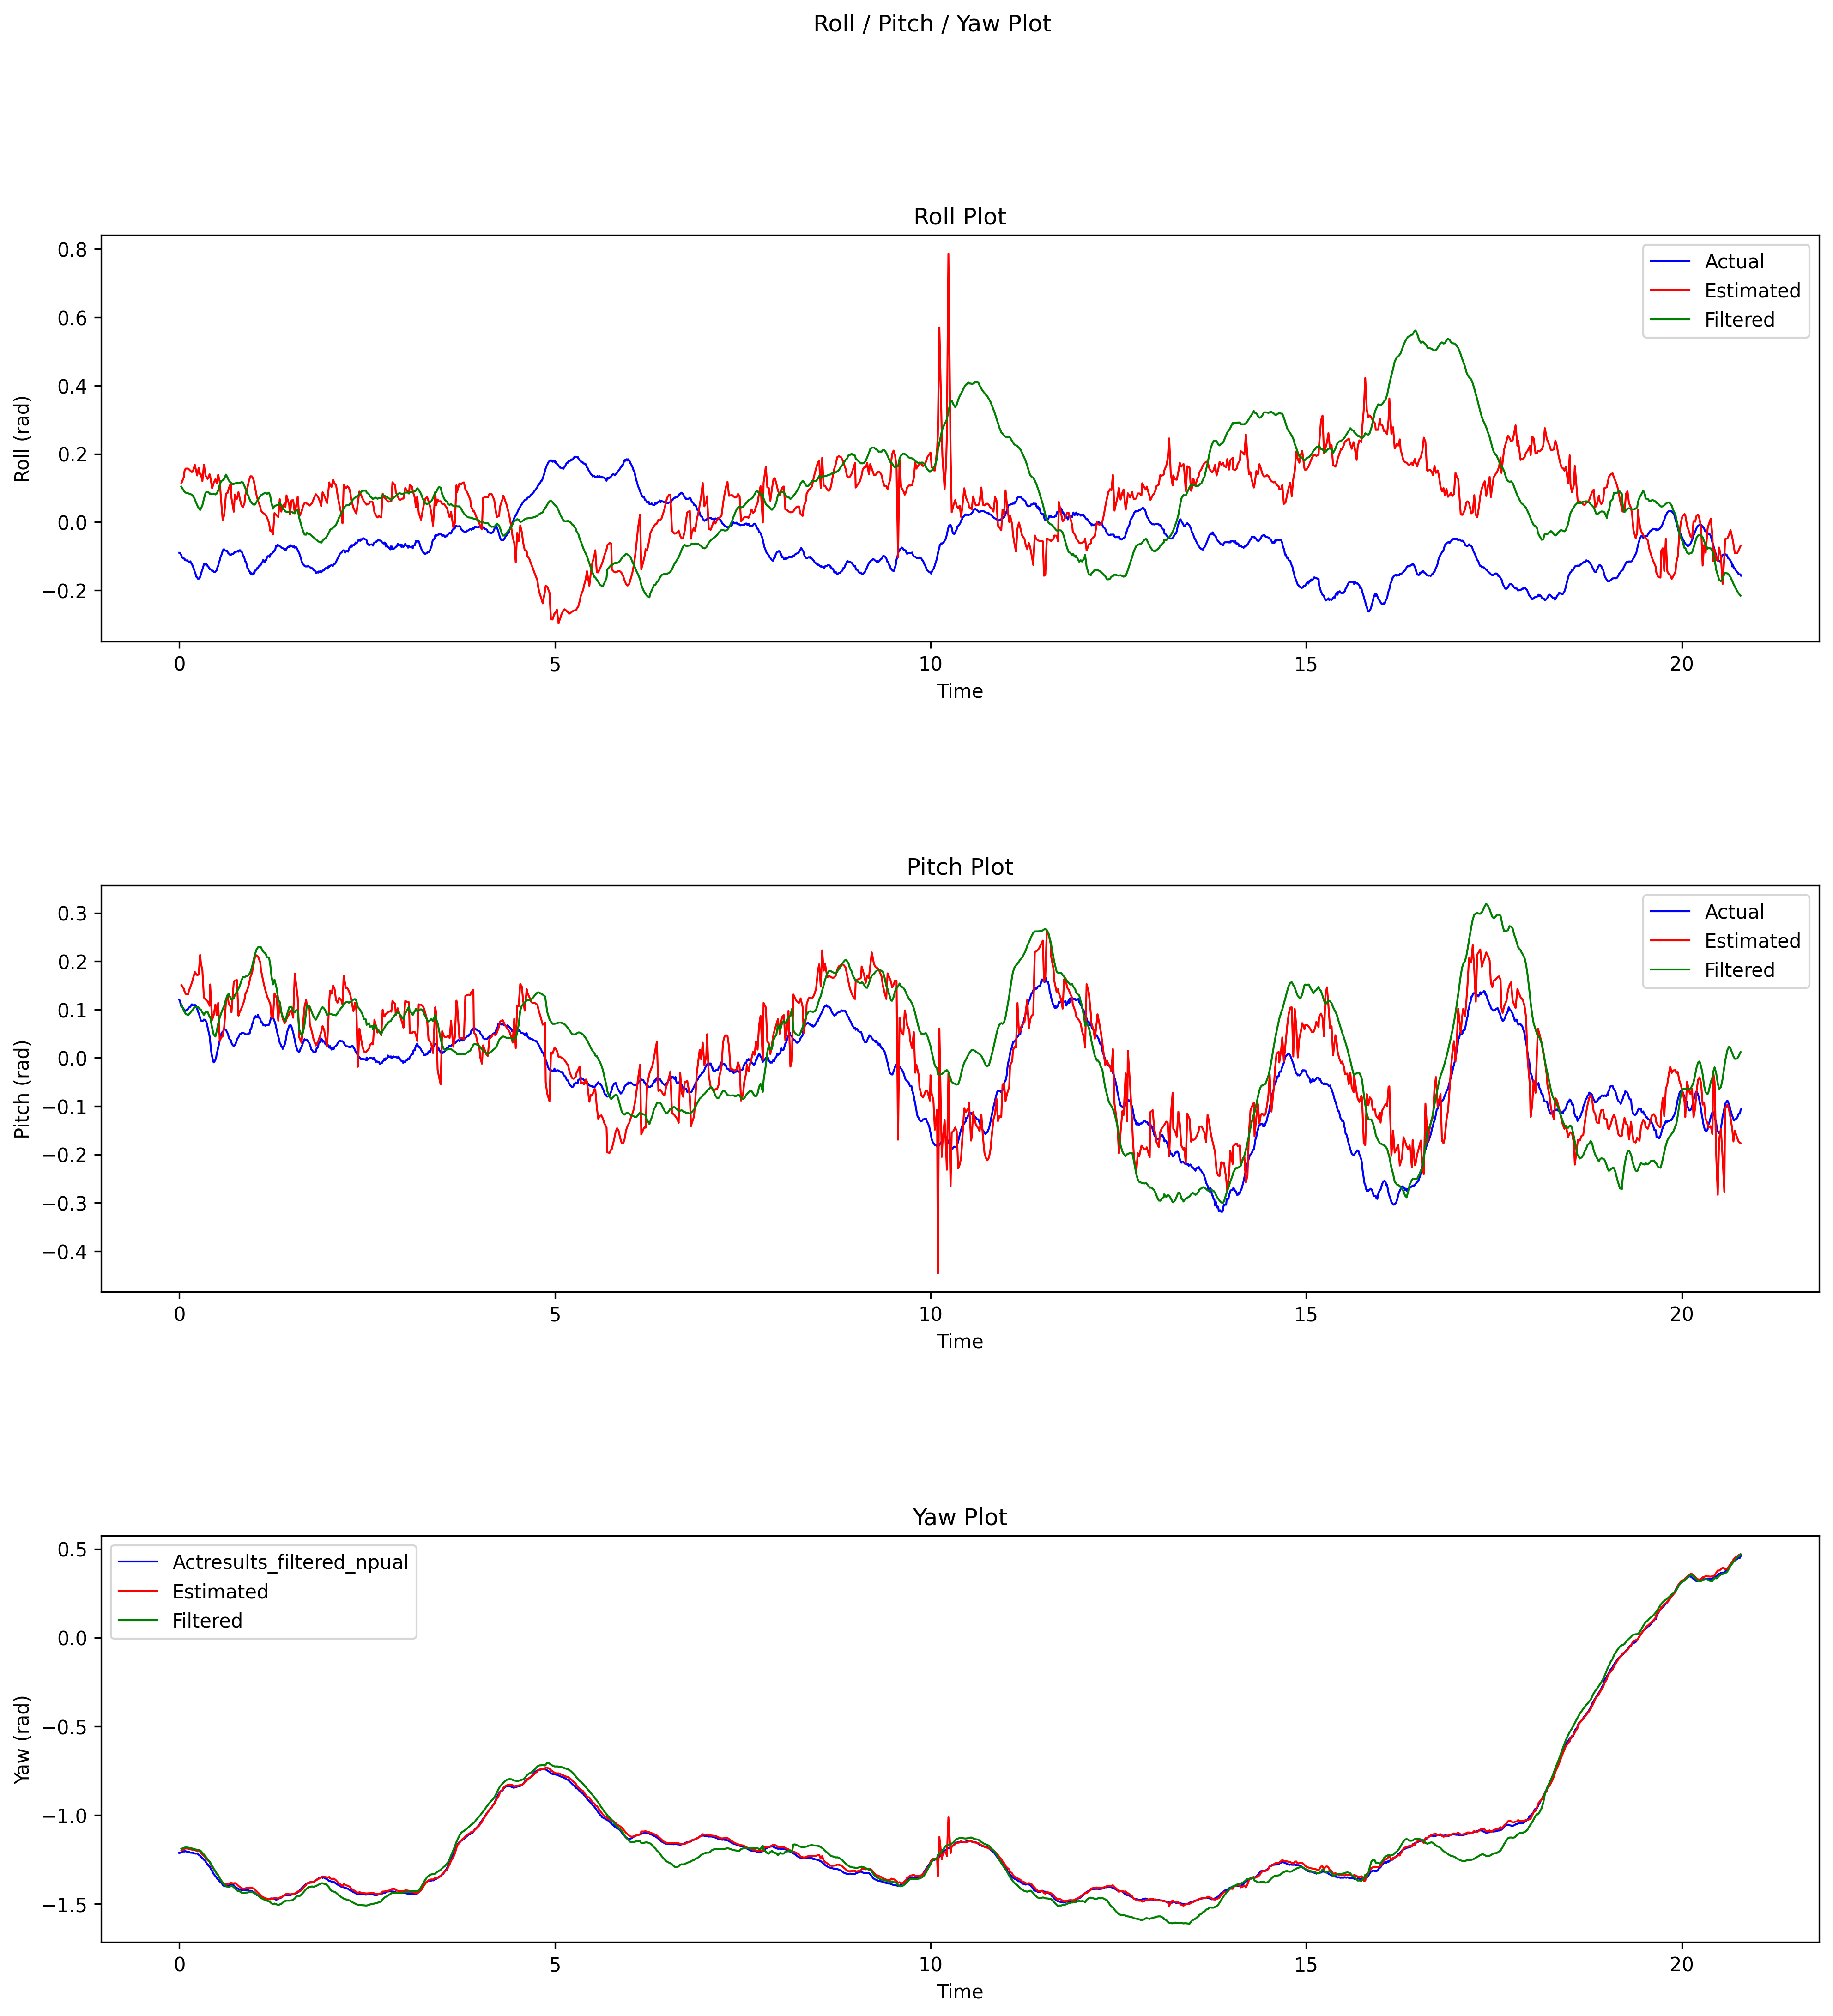 Roll / Pitch / Yaw Plot
Roll Plot
Roll (rad)
0.8
0.6
0.4
0.2
0.0
−0.2
Actual
Estimated
Filtered
0 5 10 15 20
Time
Pitch Plot
Pitch (rad)
0.3
0.2
0.1
0.0
−0.1
−0.2
−0.3
−0.4
Actual
Estimated
Filtered
0 5 10 15 20
Time
Yaw Plot
Yaw (rad)
0.5
0.0
−0.5
−1.0
−1.5
Actresults_filtered_npual
Estimated
Filtered
0 5 10 15 20
Time